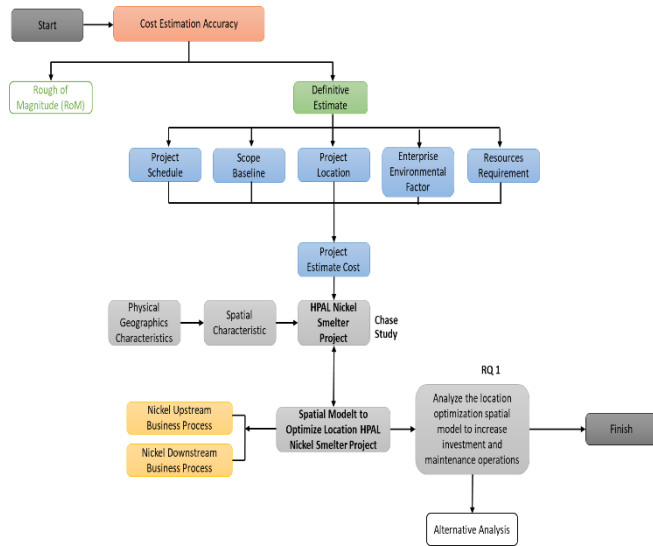 Start
Cost Estimation Accuracy
Rough of
Magnitude (RoM)
Definitive
Estimate
Project
Schedule
Scope
Baseline
Project
Location
Enterprise
Environmental
Factor
Resources
Requirement
Project
Estimate Cost
Physical
Geographics
Characteristics
Spatial
Characteristic
HPAL Nickel
Smelter
Project
Chase
Study
RQ 1
Nickel Upstream
Business Process
Nickel Downstream
Business Process
Spatial Modelt to
Optimize Location HPAL
Nickel Smelter Project
Analyze the location
optimization spatial
model to increase
investment and
maintenance operations
Finish
Alternative Analysis